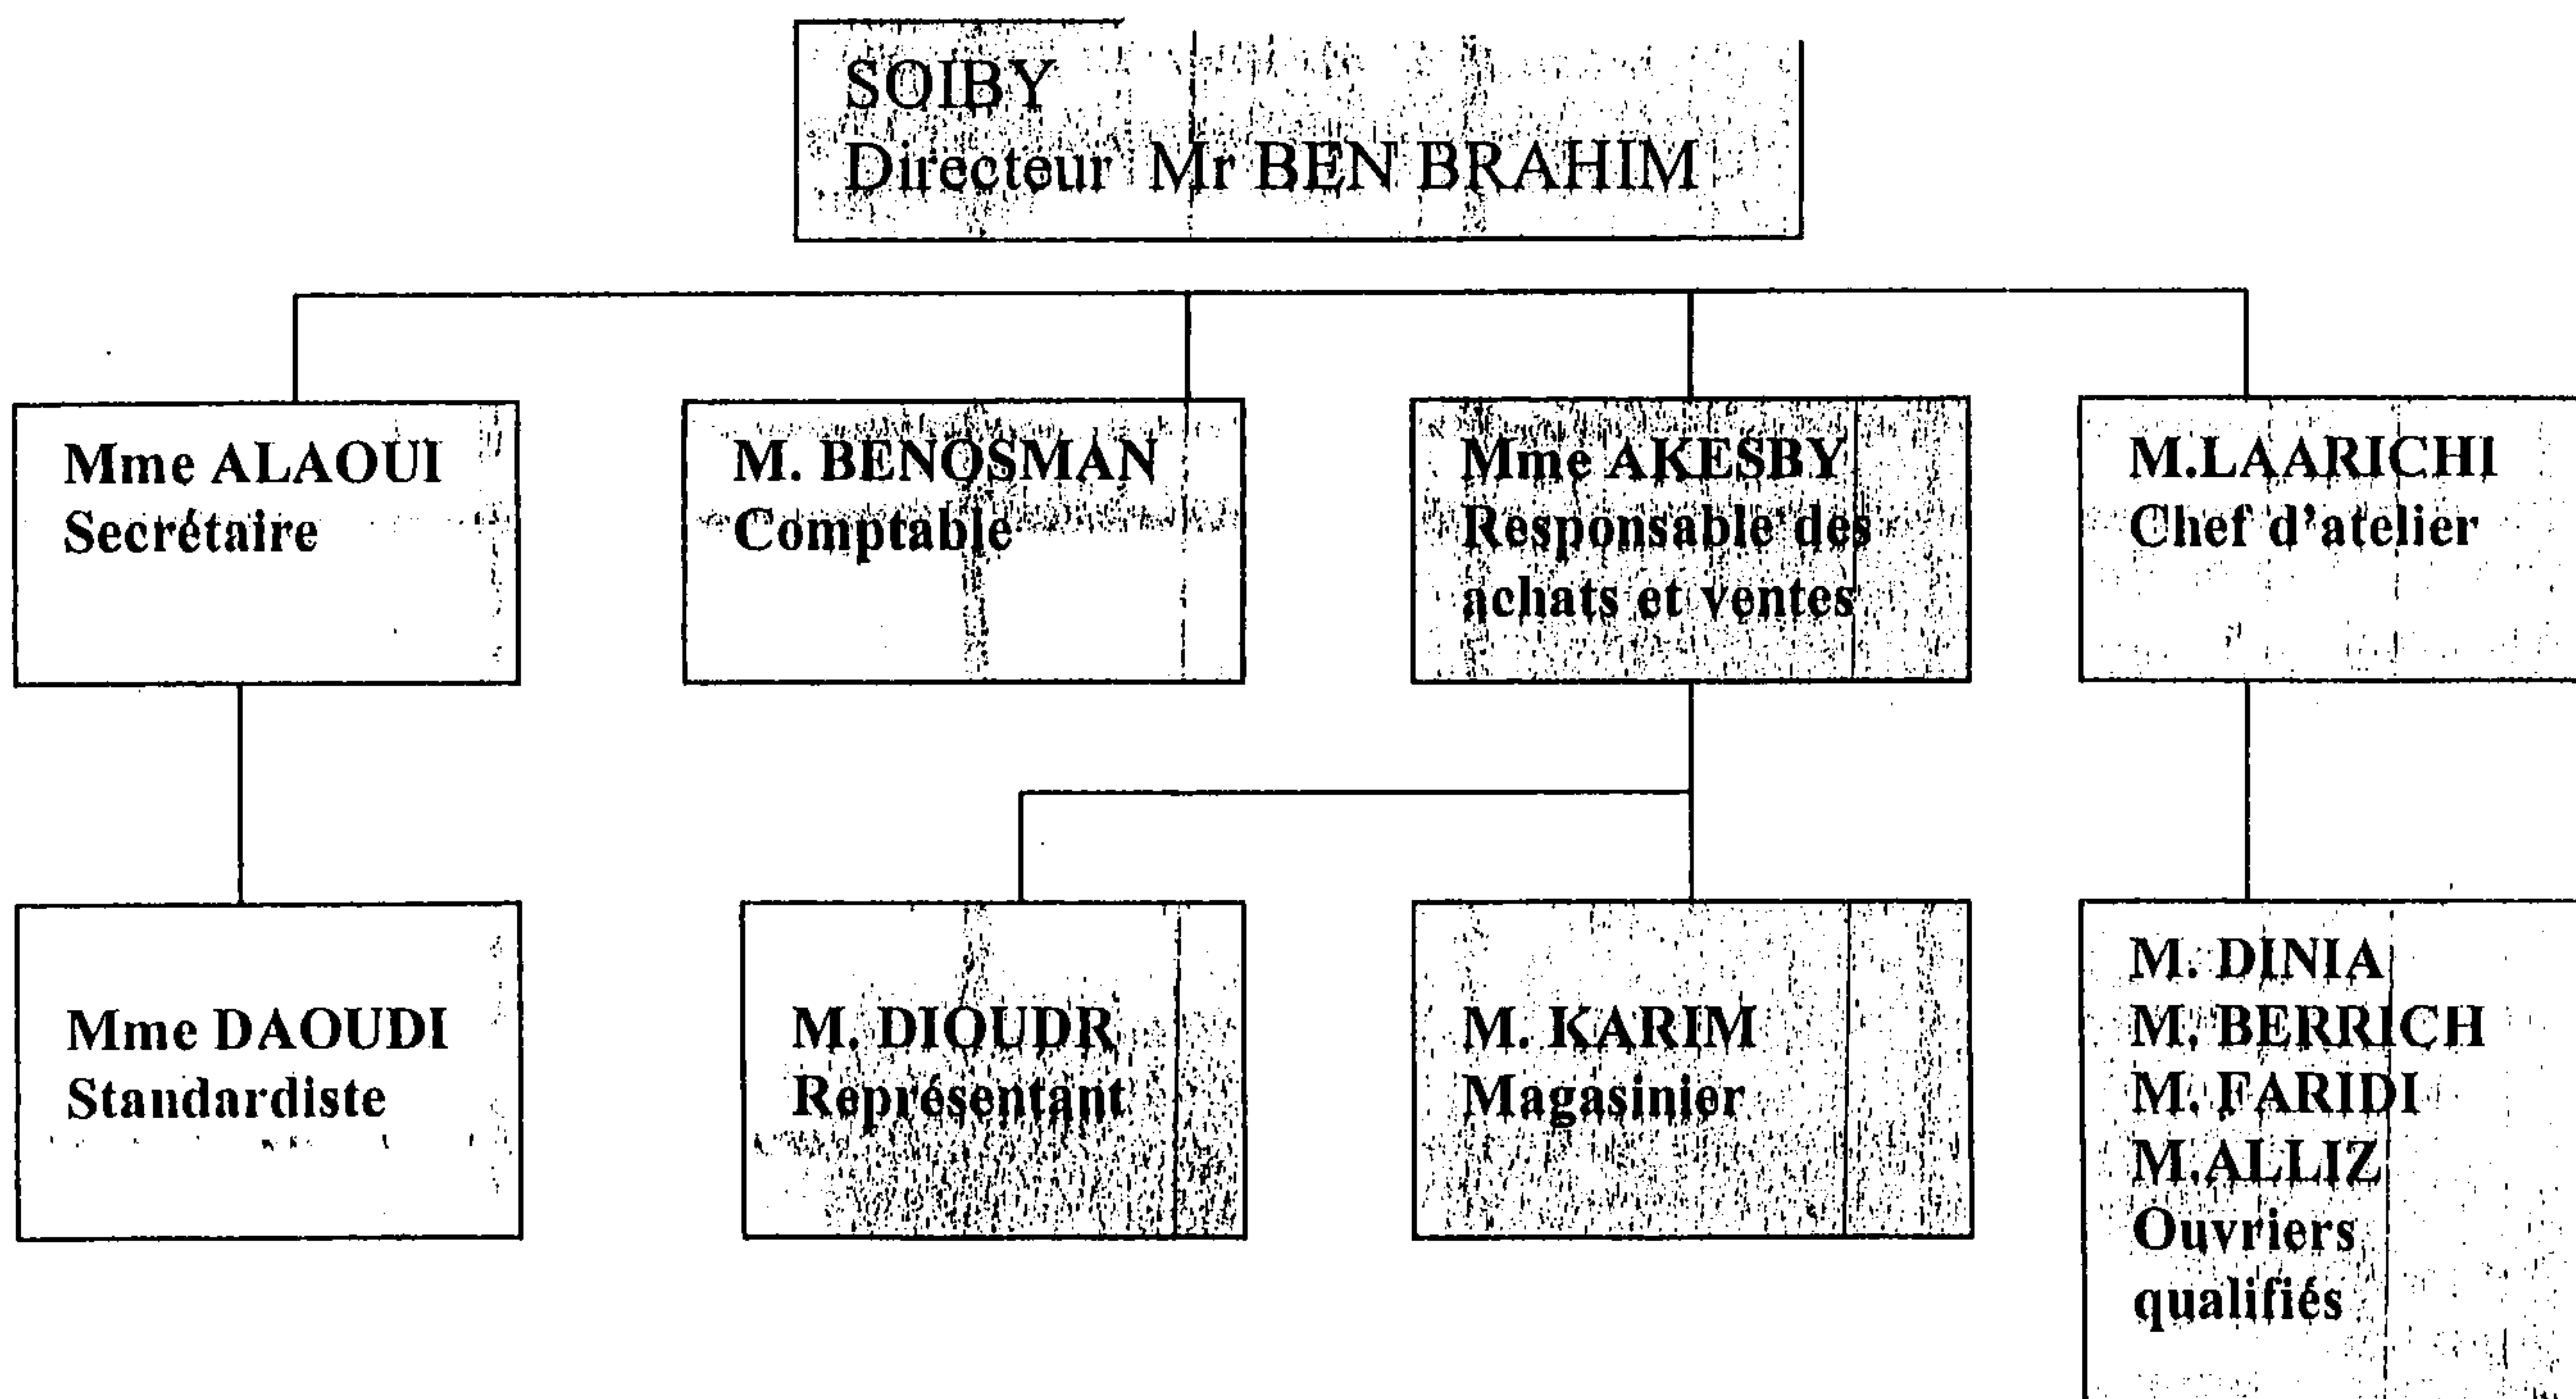 SOIBY
Directeur Mr BEN BRAHIM
Mme ALAOUI
Secrétaire
M. BENOSMAN
Comptable
Mme AKESBY
Responsable des
achats et ventes
M.LAARICHI
Chef d'atelier
Mme DAOUDI
Standardiste
M. DIOUDR
Représentant
M. KARIM
Magasinier
M. DINIA
M. BERRICH
M. FARIDI
M.ALLIZ
Ouvriers
qualifiés